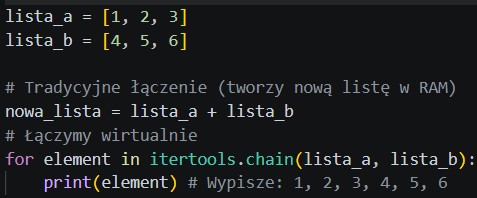 lista_a = [1, 2, 3]
lista_b = [4, 5, 6]

# Tradycyjne łączenie (tworzy nową listę w RAM)
nowa_lista = lista_a + lista_b
# Łączymy wirtualnie
for element in itertools.chain(lista_a, lista_b):
    print(element) # Wypisze: 1, 2, 3, 4, 5, 6